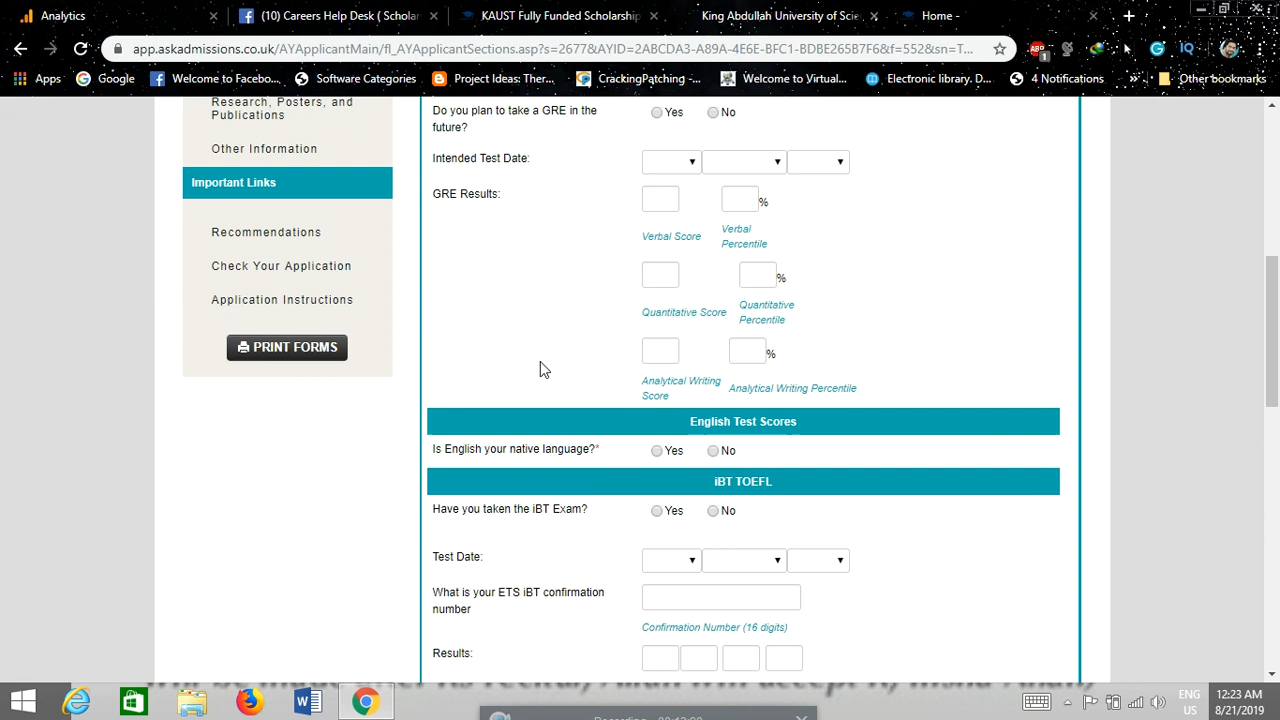 Analytics
(10) Careers Help Desk ( Scholar
KAUST Fully Funded Scholarship
King Abdullah University of Scie
Home -
app.askadmissions.co.uk/AYApplicantMain/fl_AYApplicantSections.asp?s=2677&AYID=2ABCDA3-A89A-4E6E-BFC1-BDBE265B7F6&f=552&sn=T...
ABP
1
IQ
Apps
Google
Welcome to Facebo...
Software Categories
Project Ideas: Ther...
CrackingPatching -...
Welcome to Virtual...
Electronic library. D...
4 Notifications
Other bookmarks
Research, Posters, and
Publications
Other Information
Important Links
Recommendations
Check Your Application
Application Instructions
PRINT FORMS
Do you plan to take a GRE in the
future?
Yes No
Intended Test Date:
GRE Results:
%
Verbal Score
Verbal
Percentile
%
Quantitative Score
Quantitative
Percentile
%
Analytical Writing
Score
Analytical Writing Percentile
English Test Scores
Is English your native language?*
Yes No
iBT TOEFL
Have you taken the iBT Exam?
Yes No
Test Date:
What is your ETS iBT confirmation
number
Confirmation Number (16 digits)
Results:
ENG
US
12:23 AM
8/21/2019